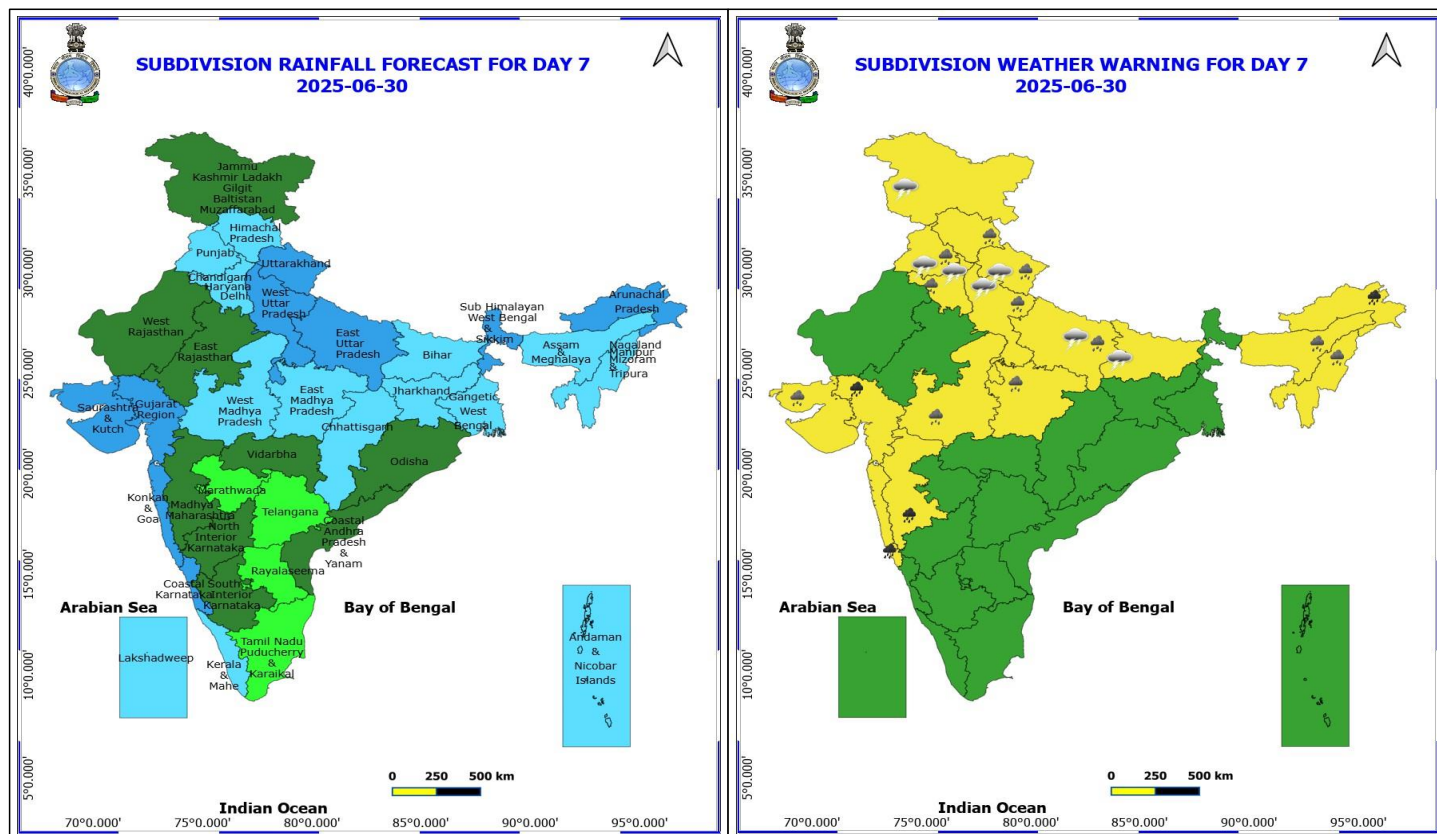 SUBDIVISION RAINFALL FORECAST FOR DAY 7
2025-06-30
40°0.000'
35°0.000'
30°0.000'
25°0.000'
20°0.000'
15°0.000'
10°0.000'
5°0.000'
Jammu
Kashmir Ladakh
Gilgit
Baltistan
Muzaffarabad
Himachal
Pradesh
Punjab
Uttarakhand
Chandigarh
Haryana
Delhi
West
Uttar
Pradesh
West
Rajasthan
East
Rajasthan
East
Uttar
Pradesh
Sub Himalayan
West Bengal
&
Sikkim
Arunachal
Pradesh
Bihar
Assam
&
Meghalaya
Nagaland
Manipur
Mizoram
&
Tripura
Saurashtra
&
Kutch
Gujarat
Region
West
Madhya
Pradesh
East
Madhya
Pradesh
Jharkhand
Gangetic
West
Bengal
Chhattisgarh
Vidarbha
Odisha
Konkan
&
Goa
Madhya
Maharashtra
Marathwada
Telangana
North
Interior
Karnataka
Coastal
Andhra
Pradesh
&
Yanam
Rayalaseema
Coastal
Karnataka
South
Interior
Karnataka
Arabian Sea
Bay of Bengal
Lakshadweep
Kerala
&
Mahe
Tamil Nadu
Puducherry
&
Karaikal
Andaman
&
Nicobar
Islands
0 250 500 km
Indian Ocean
70°0.000' 75°0.000' 80°0.000' 85°0.000' 90°0.000' 95°0.000'
SUBDIVISION WEATHER WARNING FOR DAY 7
2025-06-30
40°0.000'
35°0.000'
30°0.000'
25°0.000'
20°0.000'
15°0.000'
10°0.000'
5°0.000'
Arabian Sea
Bay of Bengal
0 250 500 km
Indian Ocean
70°0.000' 75°0.000' 80°0.000' 85°0.000' 90°0.000' 95°0.000'